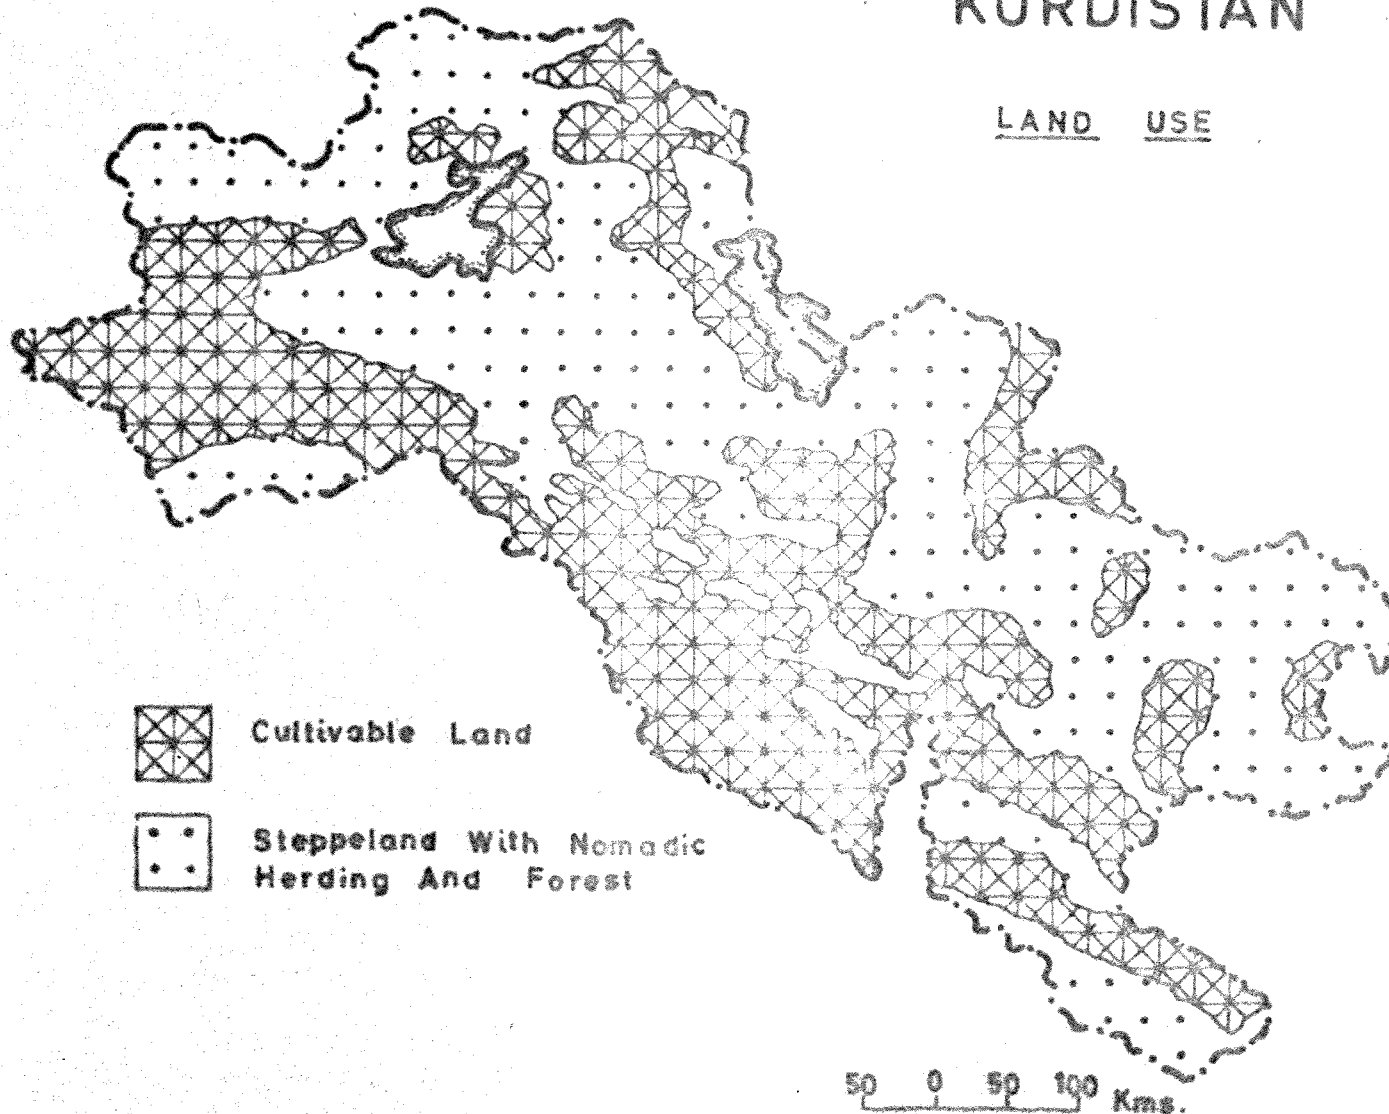 KURDISTAN
LAND USE
Cultivable Land
Steppeland With Nomadic
Herding And Forest
50 0 50 100 Kms.